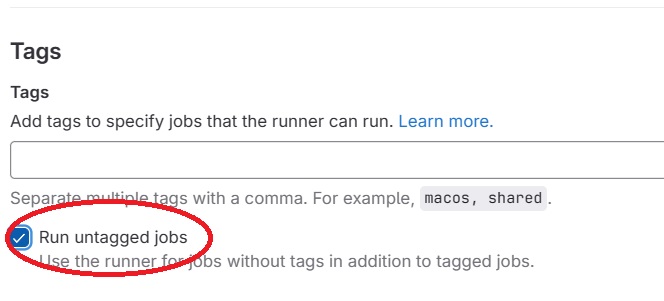 Tags
Tags
Add tags to specify jobs that the runner can run. Learn more.
Separate multiple tags with a comma. For example, macos, shared.
Run untagged jobs
Use the runner for jobs without tags in addition to tagged jobs.